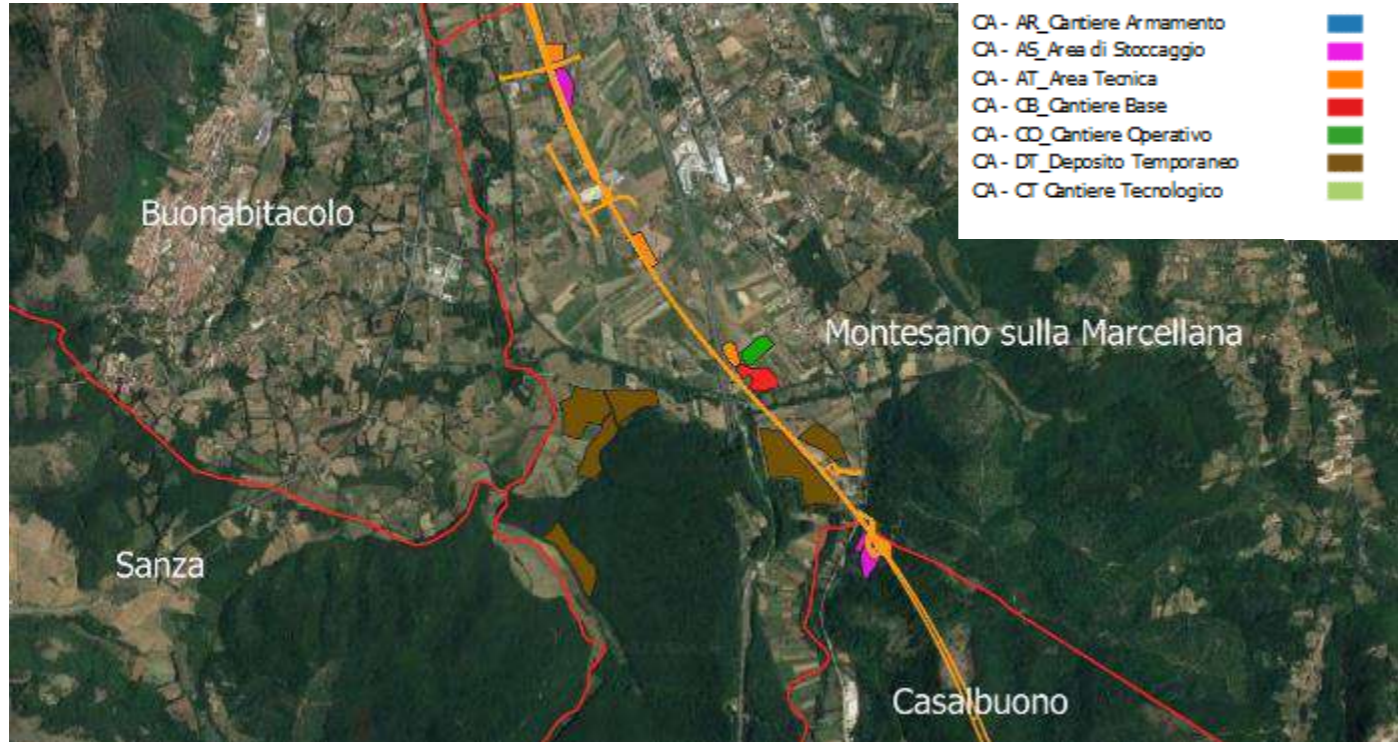 CA - AR_Cantiere Armamento
CA - AS_Area di Stoccaggio
CA - AT_Area Tecnica
CA - CB_Cantiere Base
CA - CO_Cantiere Operativo
CA - DT_Deposito Temporaneo
CA - CT Cantiere Tecnologico
Buonabitacolo
Montesano sulla Marcellana
Sanza
Casalbuono